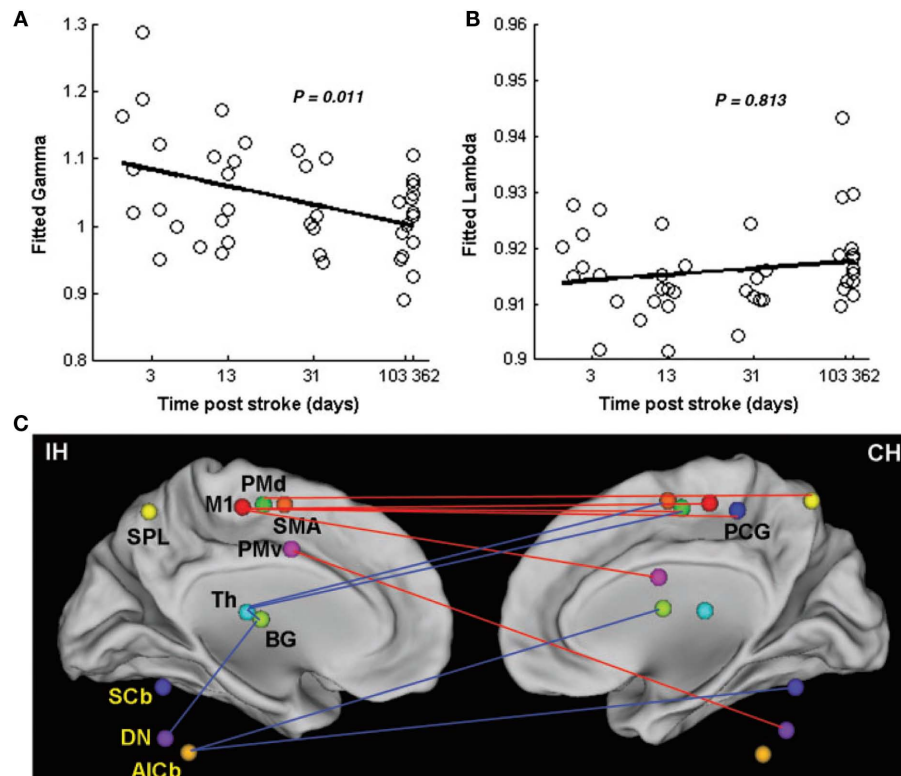 A
1.3
1.2
1.1
1
0.9
0.8
Fitted Gamma
P = 0.011
3 13 31 103 362
Time post stroke (days)
B
0.96
0.95
0.94
0.93
0.92
0.91
0.9
Fitted Lambda
P = 0.813
3 13 31 103 362
Time post stroke (days)
C
IH
CH
PMd
M1
SMA
SPL
PMv
PCG
Th
BG
SCb
DN
AICb